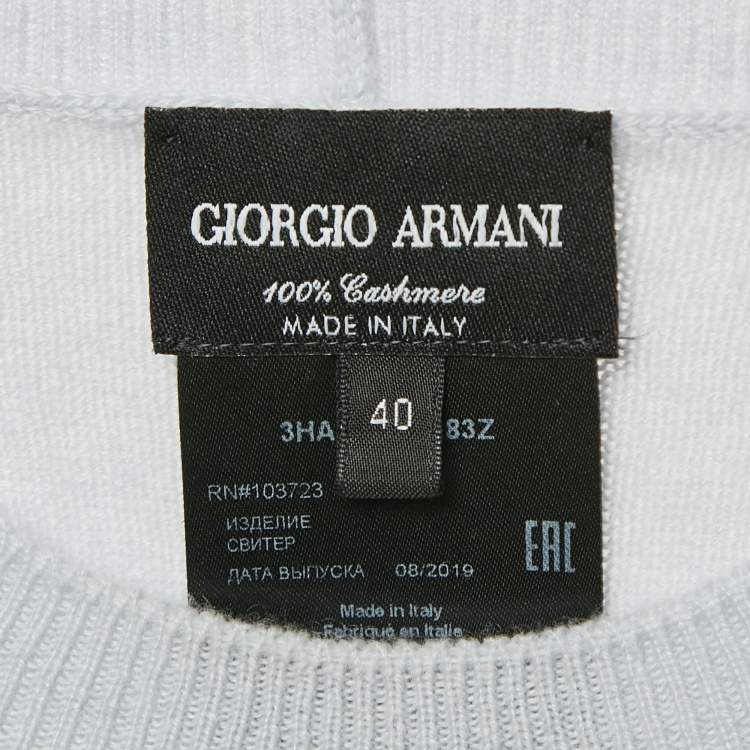 GIORGIO ARMANI
100% Cashmere
MADE IN ITALY
40
3HA 83Z
RN#103723
ИЗДЕЛИЕ
СВИТЕР
ДАТА ВЫПУСКА 08/2019
EAC
Made in Italy
Fabriqué en Italie